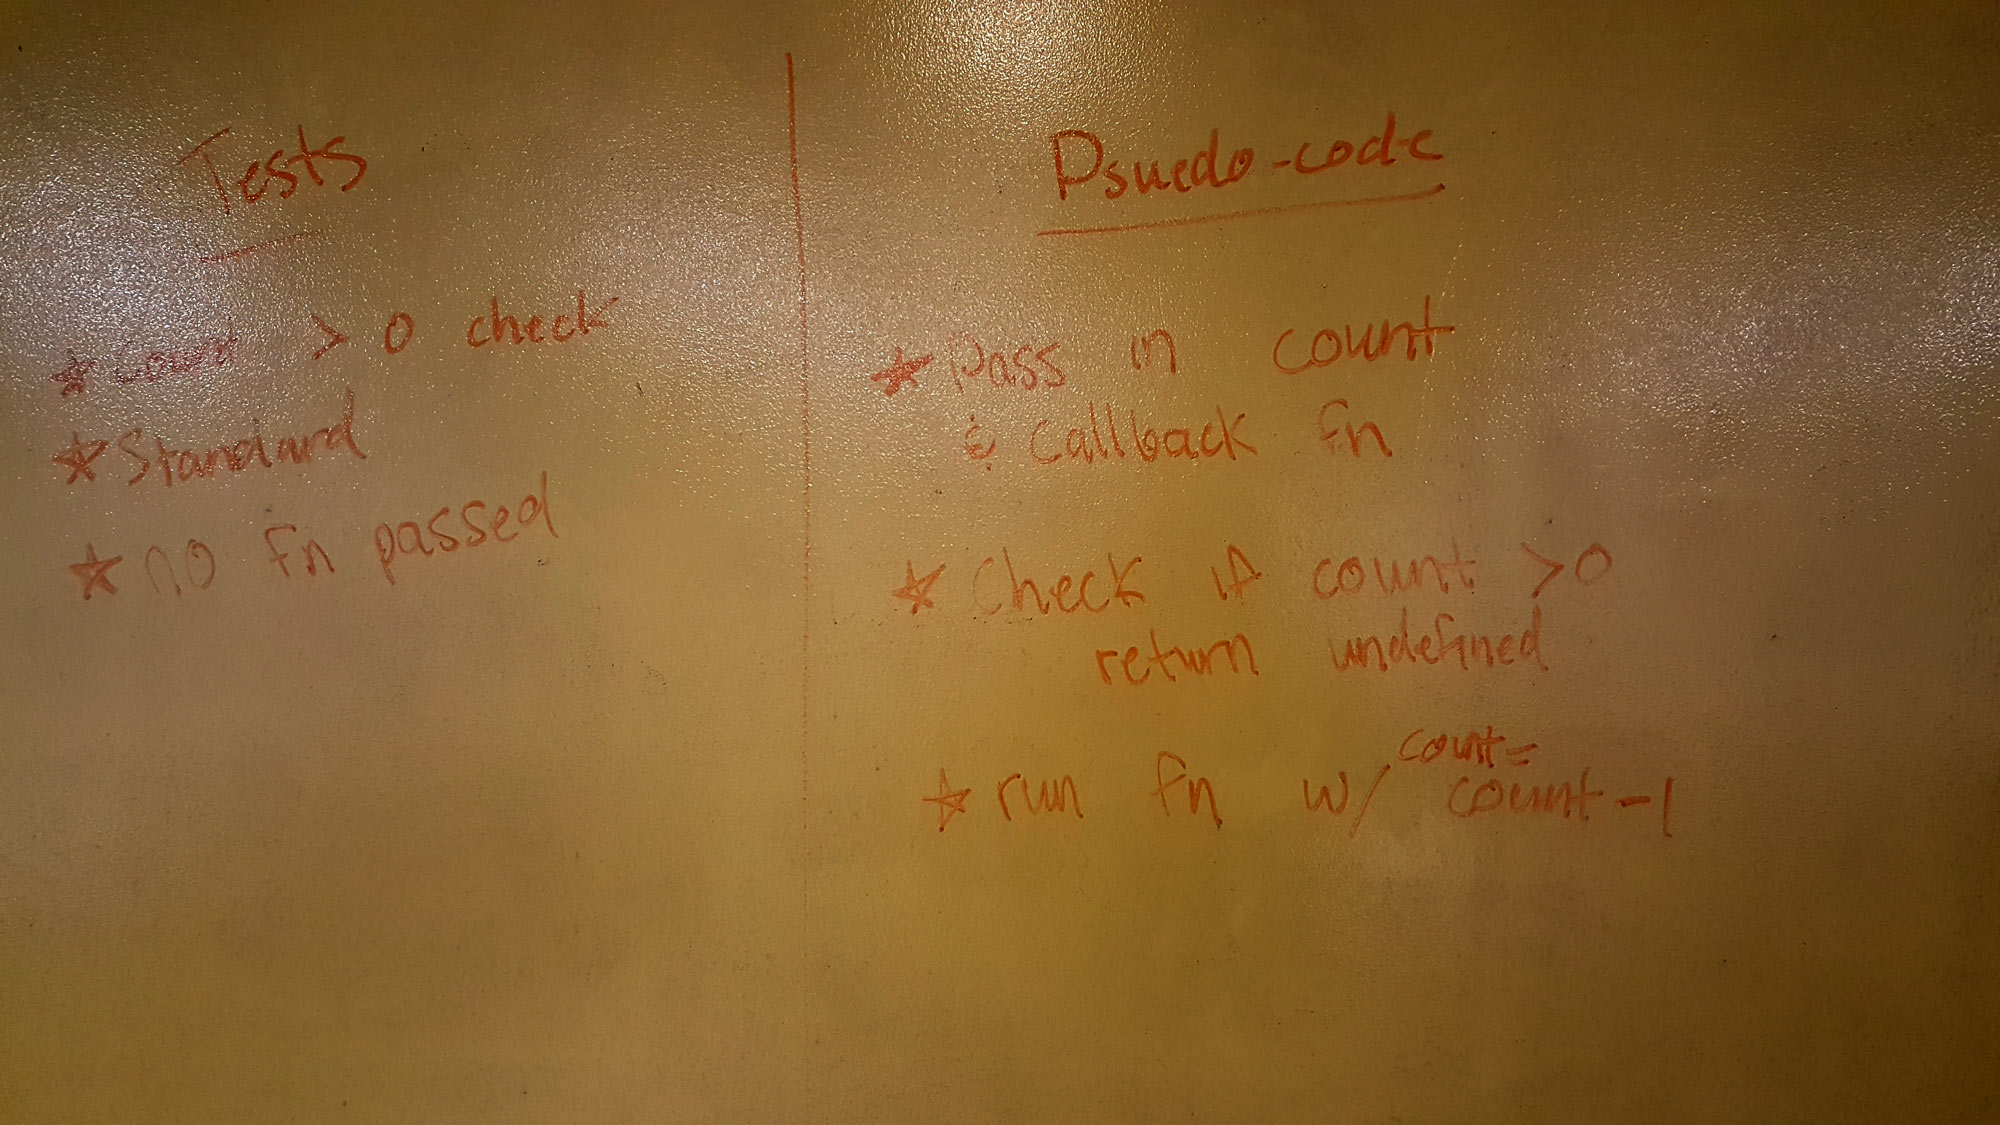 Tests
★ count > 0 check
★ Standard
★ no fn passed
Psuedo-code
★ Pass in count
& callback fn
★ Check if count > 0
return undefined
★ run fn w/ count =
count - 1